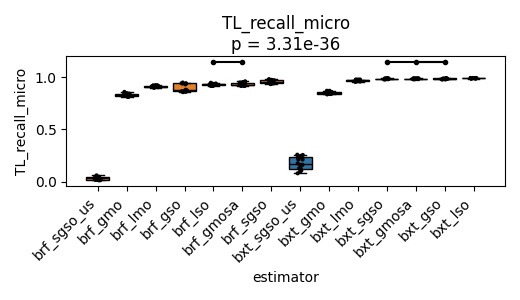 TL_recall_micro
p = 3.31e-36
TL_recall_micro
1.0
0.5
0.0
brf_sgso_us
brf_gmo
brf_lmo
brf_gso
brf_lso
brf_gmosa
brf_sgso
bxt_sgso_us
bxt_gmo
bxt_lmo
bxt_sgso
bxt_gmosa
bxt_gso
bxt_lso
estimator